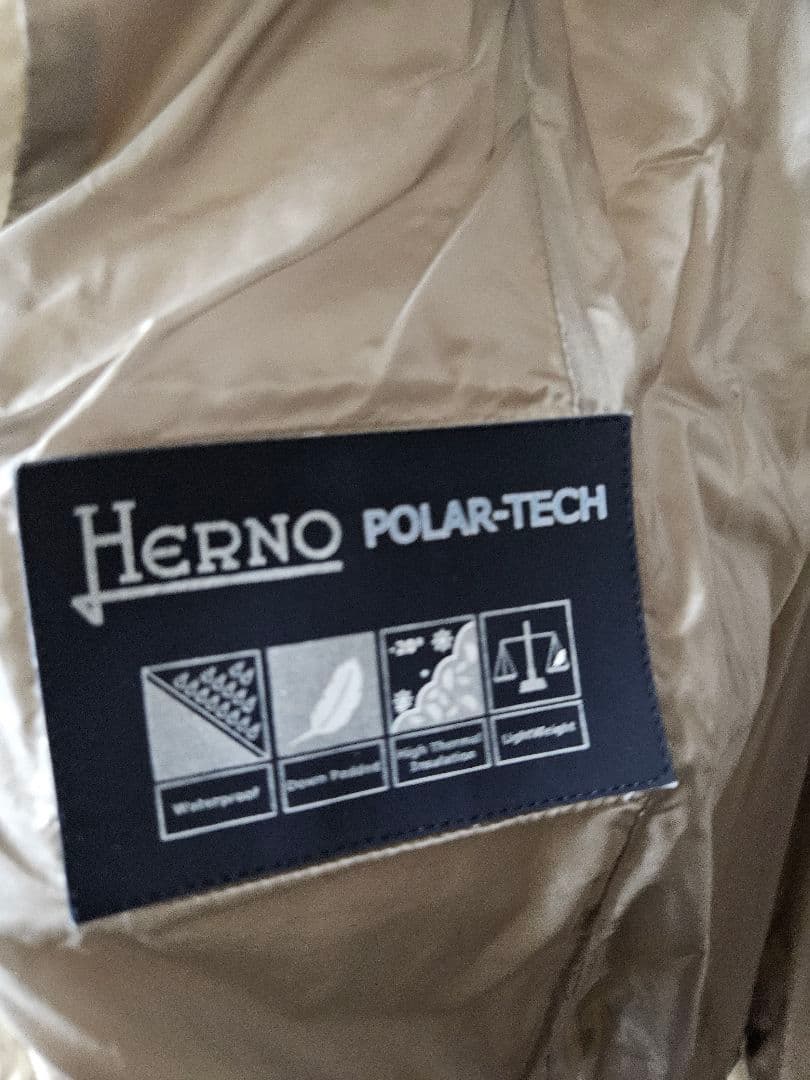 HERNO POLAR-TECH
-20°
Waterproof
Down Padded
High Thermal
Insulation
LightWeight